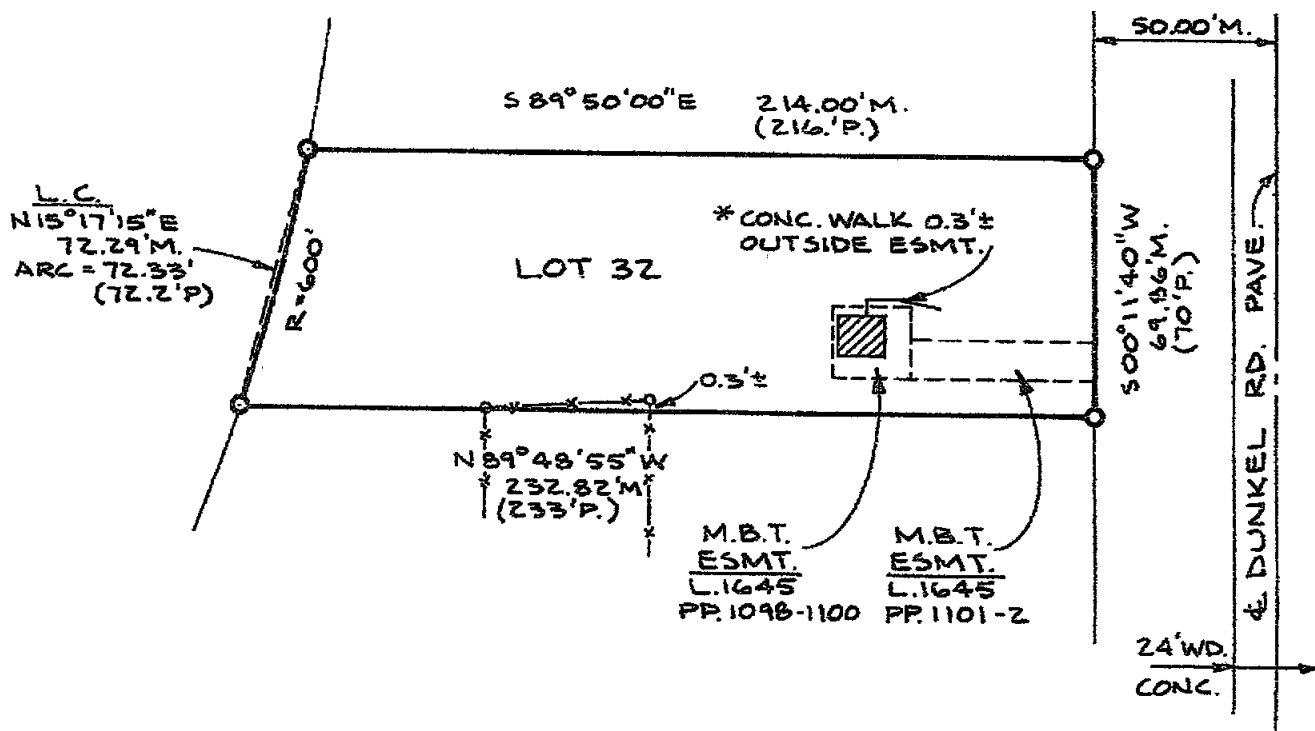 50.00'M.
S 89° 50'00"E 214.00'M.
(216.'P.)
L.C.
N15°17'15"E
72.29'M.
ARC = 72.33'
(72.2'P)
R=600'
LOT 32
* CONC. WALK 0.3'±
OUTSIDE ESMT.
S 00°11'40"W
69.86'M.
(70'P.)
℄ DUNKEL RD. PAVE.
0.3'±
N 89° 48'55" W
232.82'M
(233'P.)
M.B.T.
ESMT.
L.1645
PP.1098-1100
M.B.T.
ESMT.
L.1645
PP.1101-2
24'WD.
CONC.